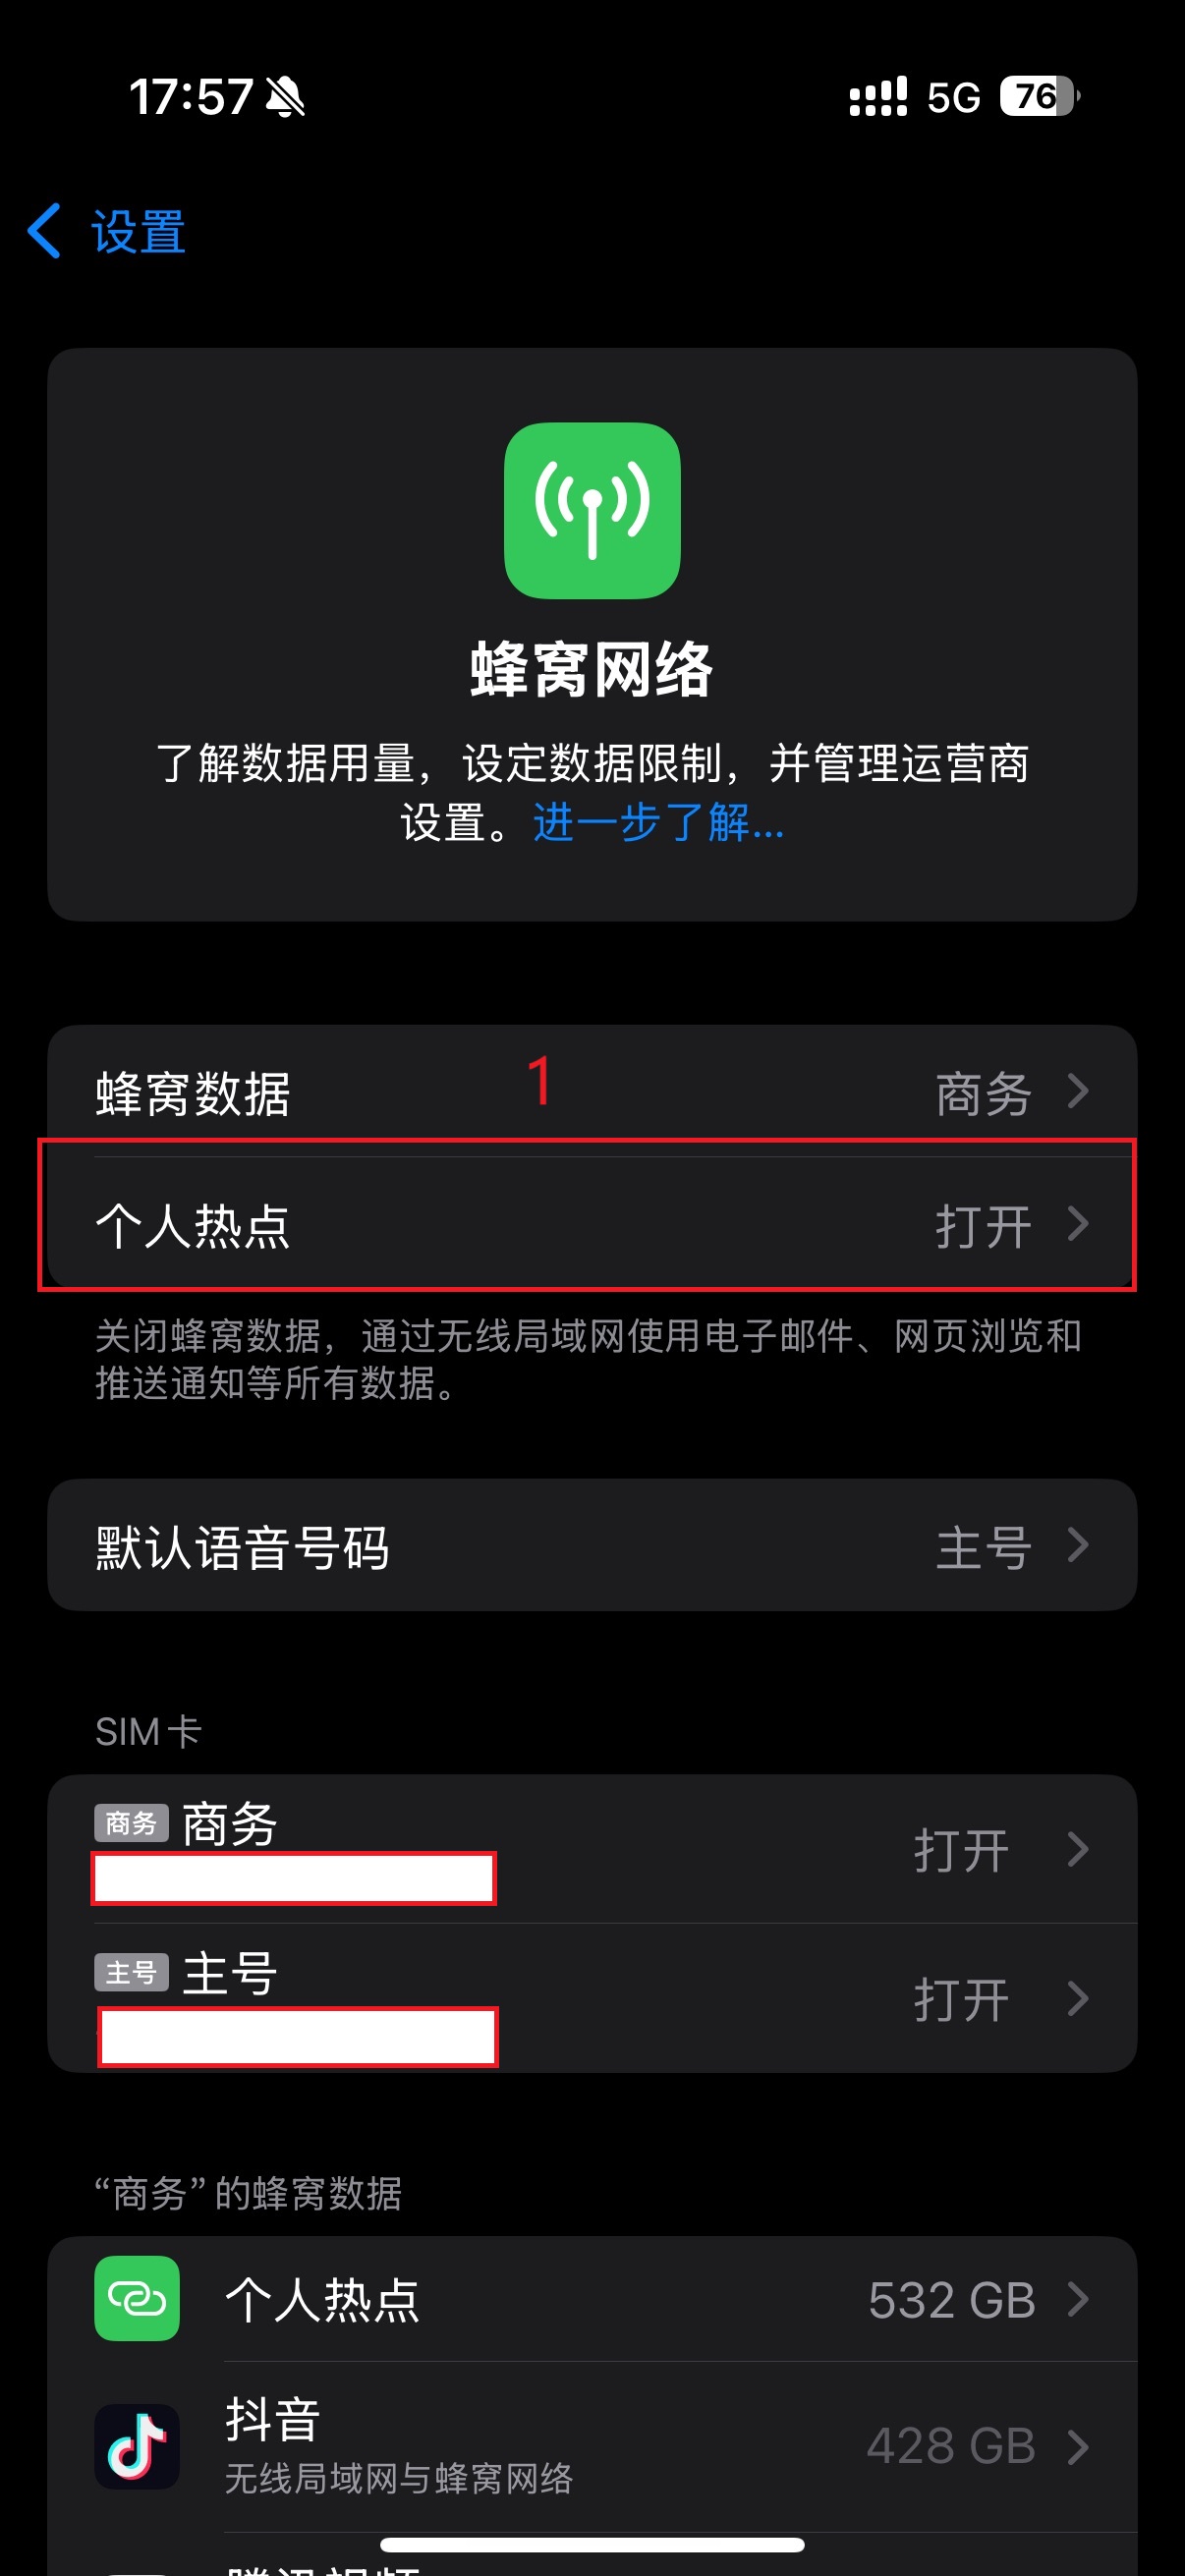 17:57
5G 76
设置
蜂窝网络
了解数据用量，设定数据限制，并管理运营商
设置。进一步了解...
1
蜂窝数据 商务
个人热点 打开
关闭蜂窝数据，通过无线局域网使用电子邮件、网页浏览和
推送通知等所有数据。
默认语音号码 主号
SIM卡
商务 商务
打开
主号 主号
打开
“商务”的蜂窝数据
个人热点 532 GB
抖音
428 GB
无线局域网与蜂窝网络
腾讯视频